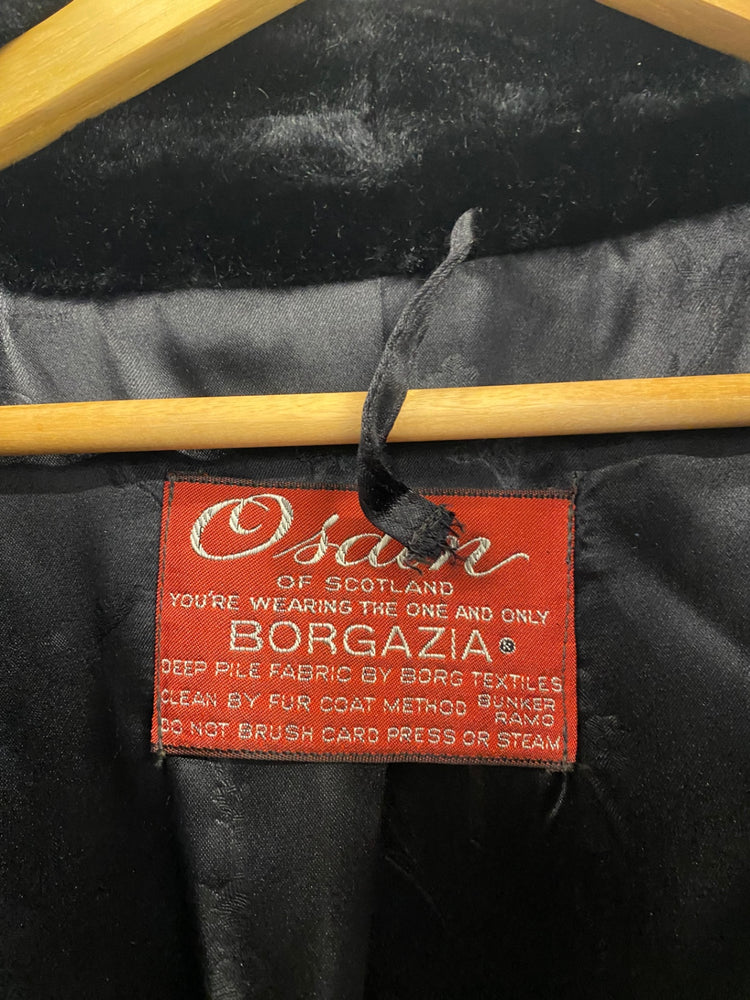 OF SCOTLAND
YOU'RE WEARING THE ONE AND ONLY
BORGAZIA®
DEEP PILE FABRIC BY BORG TEXTILES
CLEAN BY FUR COAT METHOD BUNKER RAMO
DO NOT BRUSH CARD PRESS OR STEAM